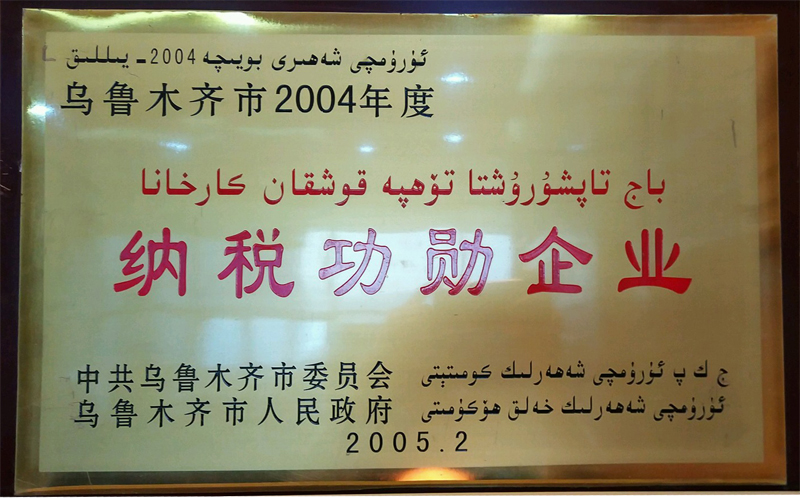 ئۈرۈمچى شەھىرى بويىچە 2004 - يىللىق
乌鲁木齐市2004年度
باج تاپشۇرۇشتا تۆھپە قوشقان كارخانا
纳税功勋企业
中共乌鲁木齐市委员会 ج ك پ ئۈرۈمچى شەھەرلىك كومىتېتى
乌鲁木齐市人民政府 ئۈرۈمچى شەھەرلىك خەلق ھۆكۈمىتى
2005.2